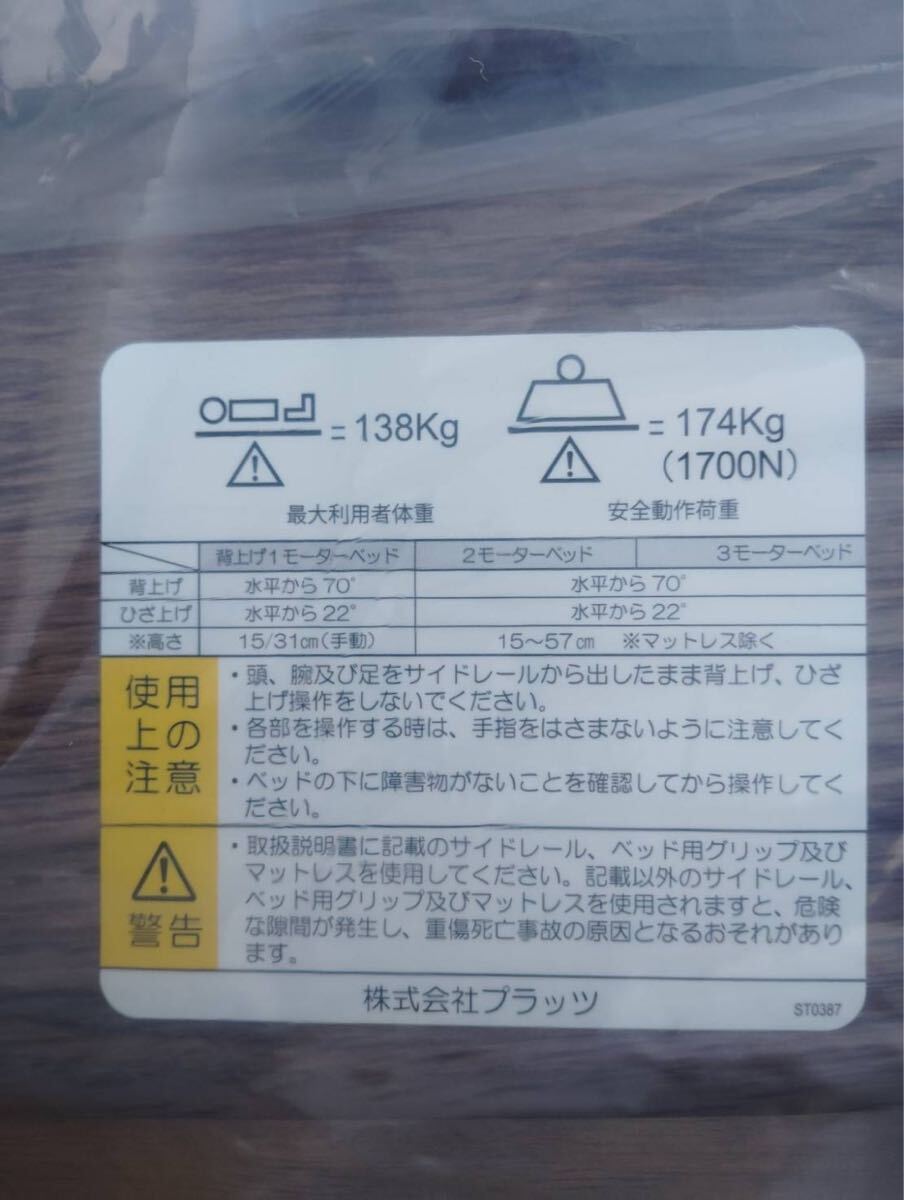 = 138Kg
最大利用者体重
= 174Kg
(1700N)
安全動作荷重
背上げ1モーターベッド 2モーターベッド 3モーターベッド
背上げ 水平から70° 水平から70°
ひざ上げ 水平から22° 水平から22°
※高さ 15/31cm(手動) 15~57cm ※マットレス除く
使用
上の
注意
・頭、腕及び足をサイドレールから出したまま背上げ、ひざ
上げ操作をしないでください。
・各部を操作する時は、手指をはさまないように注意してく
ださい。
・ベッドの下に障害物がないことを確認してから操作してく
ださい。
警告
・取扱説明書に記載のサイドレール、ベッド用グリップ及び
マットレスを使用してください。記載以外のサイドレール、
ベッド用グリップ及びマットレスを使用されますと、危険
な隙間が発生し、重傷死亡事故の原因となるおそれがあり
ます。
株式会社プラッツ
ST0387